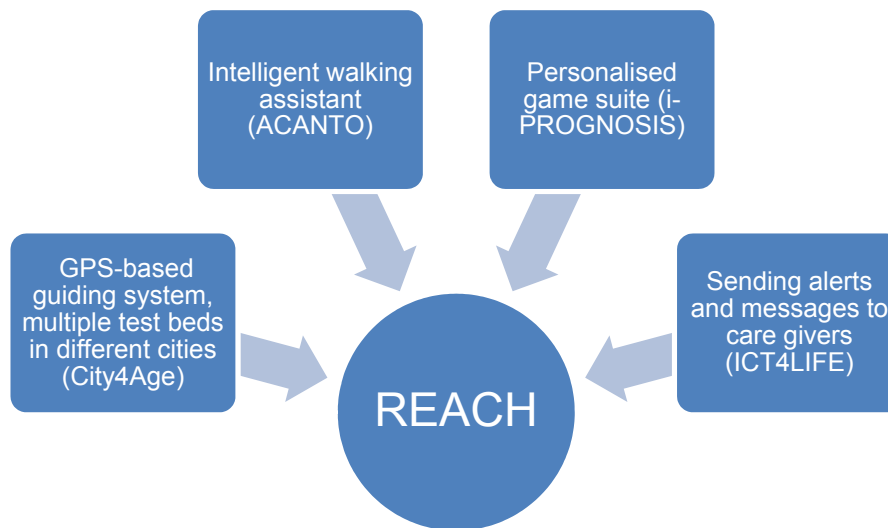 Intelligent walking
assistant
(ACANTO)
Personalised
game suite (i-
PROGNOSIS)
GPS-based
guiding system,
multiple test beds
in different cities
(City4Age)
Sending alerts
and messages to
care givers
(ICT4LIFE)
REACH